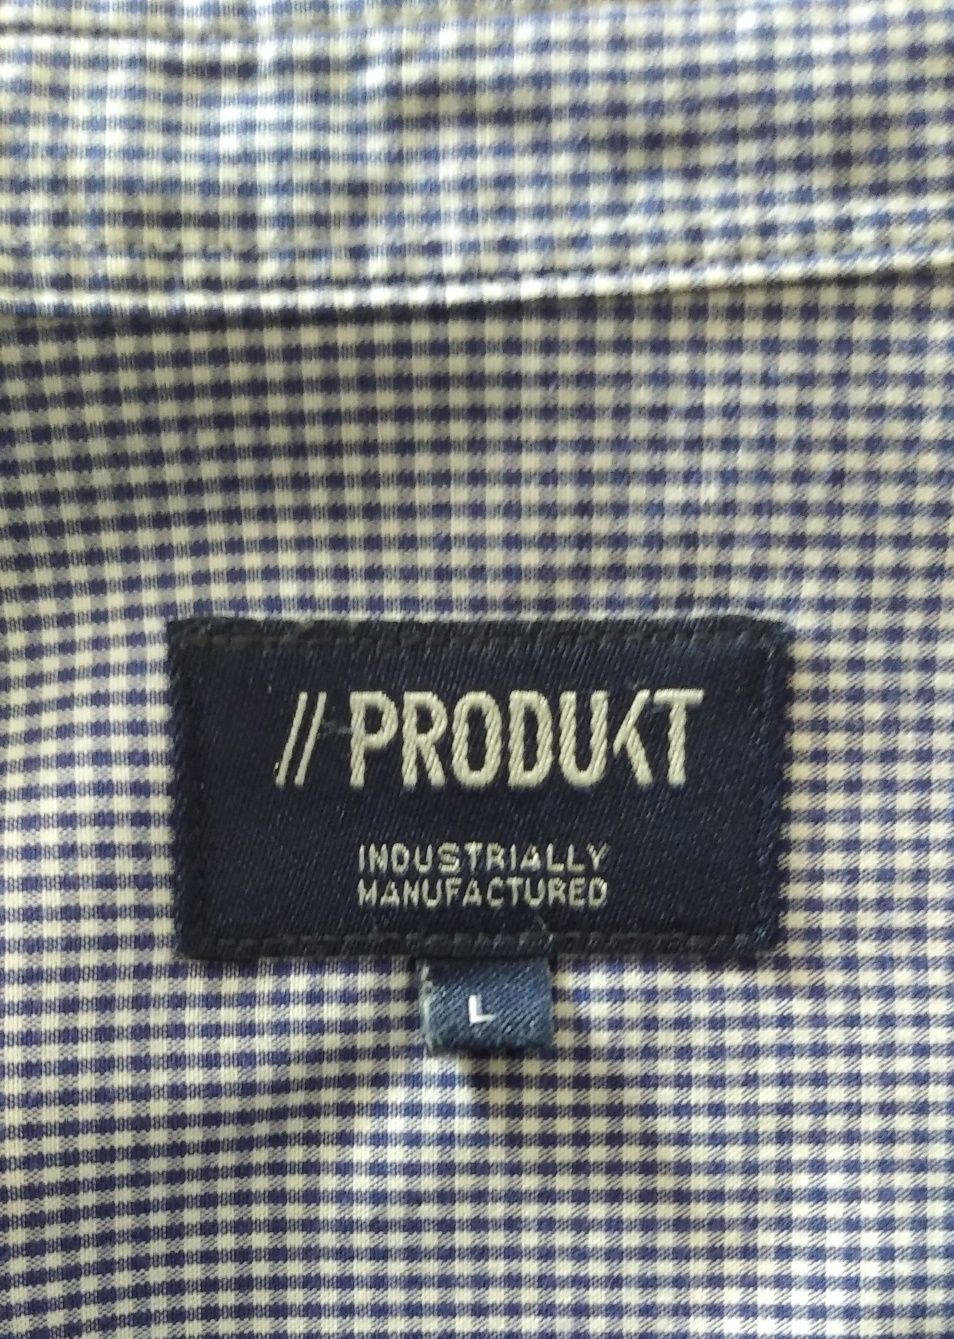 // PRODUKT
INDUSTRIALLY
MANUFACTURED
L